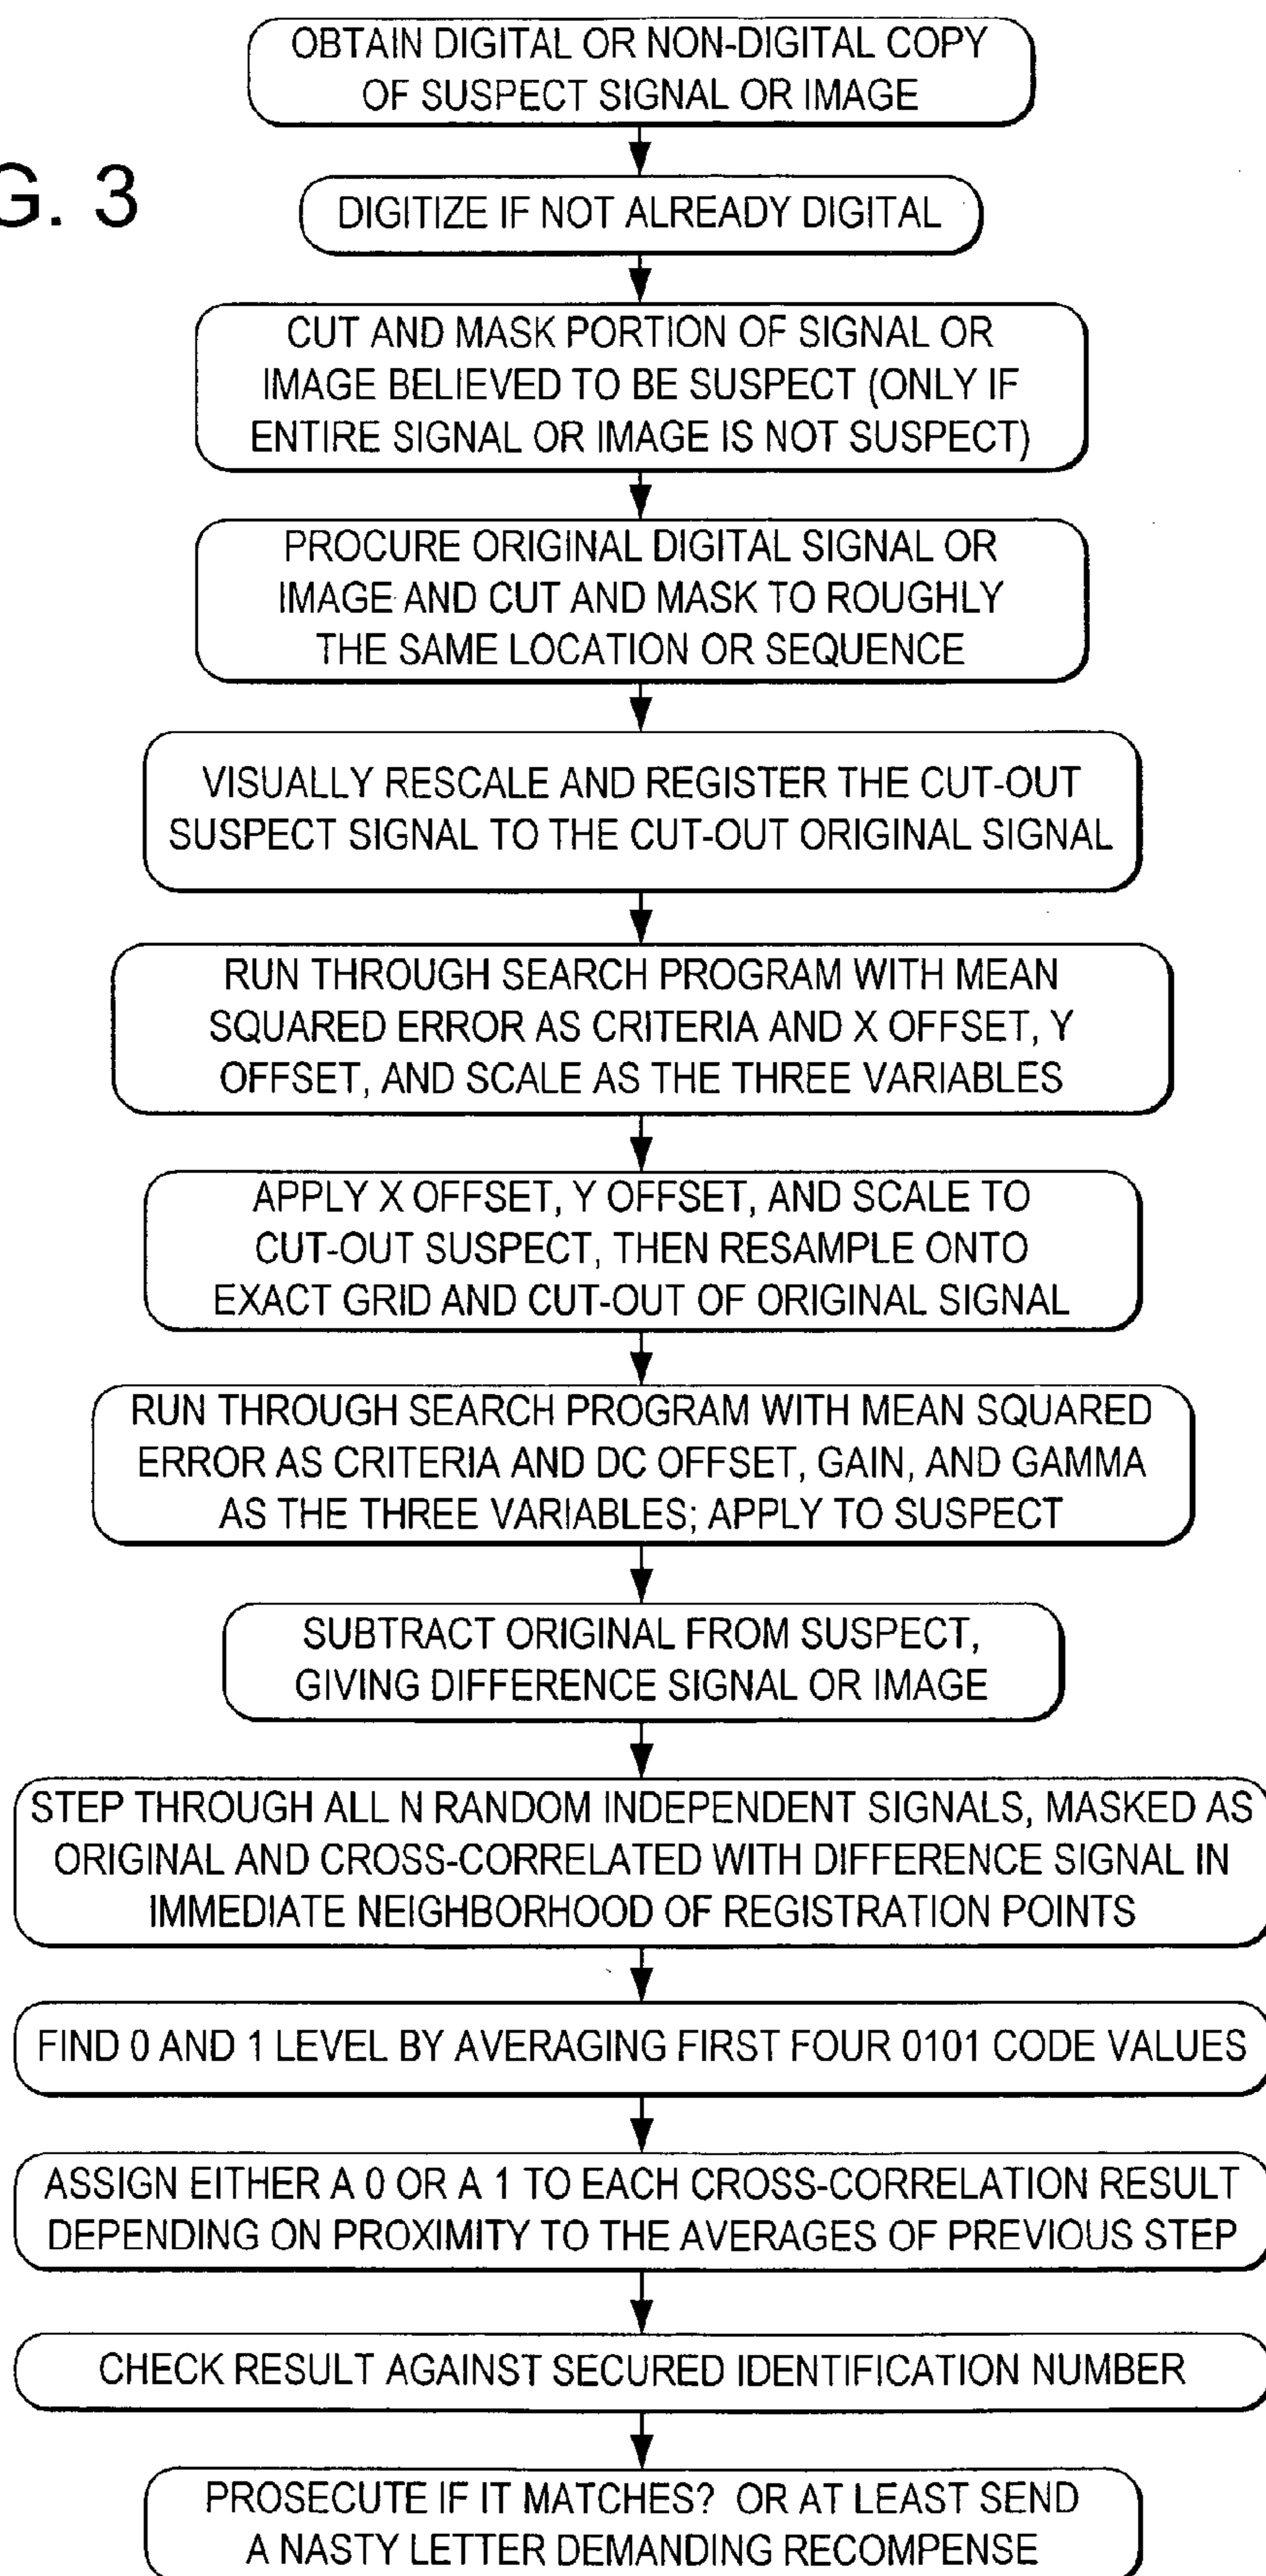 OBTAIN DIGITAL OR NON-DIGITAL COPY
OF SUSPECT SIGNAL OR IMAGE
G. 3
DIGITIZE IF NOT ALREADY DIGITAL
CUT AND MASK PORTION OF SIGNAL OR
IMAGE BELIEVED TO BE SUSPECT (ONLY IF
ENTIRE SIGNAL OR IMAGE IS NOT SUSPECT)
PROCURE ORIGINAL DIGITAL SIGNAL OR
IMAGE AND CUT AND MASK TO ROUGHLY
THE SAME LOCATION OR SEQUENCE
VISUALLY RESCALE AND REGISTER THE CUT-OUT
SUSPECT SIGNAL TO THE CUT-OUT ORIGINAL SIGNAL
RUN THROUGH SEARCH PROGRAM WITH MEAN
SQUARED ERROR AS CRITERIA AND X OFFSET, Y
OFFSET, AND SCALE AS THE THREE VARIABLES
APPLY X OFFSET, Y OFFSET, AND SCALE TO
CUT-OUT SUSPECT, THEN RESAMPLE ONTO
EXACT GRID AND CUT-OUT OF ORIGINAL SIGNAL
RUN THROUGH SEARCH PROGRAM WITH MEAN SQUARED
ERROR AS CRITERIA AND DC OFFSET, GAIN, AND GAMMA
AS THE THREE VARIABLES; APPLY TO SUSPECT
SUBTRACT ORIGINAL FROM SUSPECT,
GIVING DIFFERENCE SIGNAL OR IMAGE
STEP THROUGH ALL N RANDOM INDEPENDENT SIGNALS, MASKED AS
ORIGINAL AND CROSS-CORRELATED WITH DIFFERENCE SIGNAL IN
IMMEDIATE NEIGHBORHOOD OF REGISTRATION POINTS
FIND 0 AND 1 LEVEL BY AVERAGING FIRST FOUR 0101 CODE VALUES
ASSIGN EITHER A 0 OR A 1 TO EACH CROSS-CORRELATION RESULT
DEPENDING ON PROXIMITY TO THE AVERAGES OF PREVIOUS STEP
CHECK RESULT AGAINST SECURED IDENTIFICATION NUMBER
PROSECUTE IF IT MATCHES? OR AT LEAST SEND
A NASTY LETTER DEMANDING RECOMPENSE